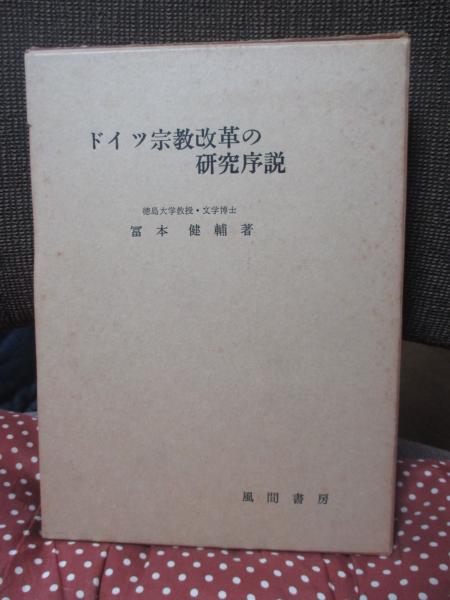 ドイツ宗教改革の
研究序説
徳島大学教授・文学博士
冨本健輔著
風間書房